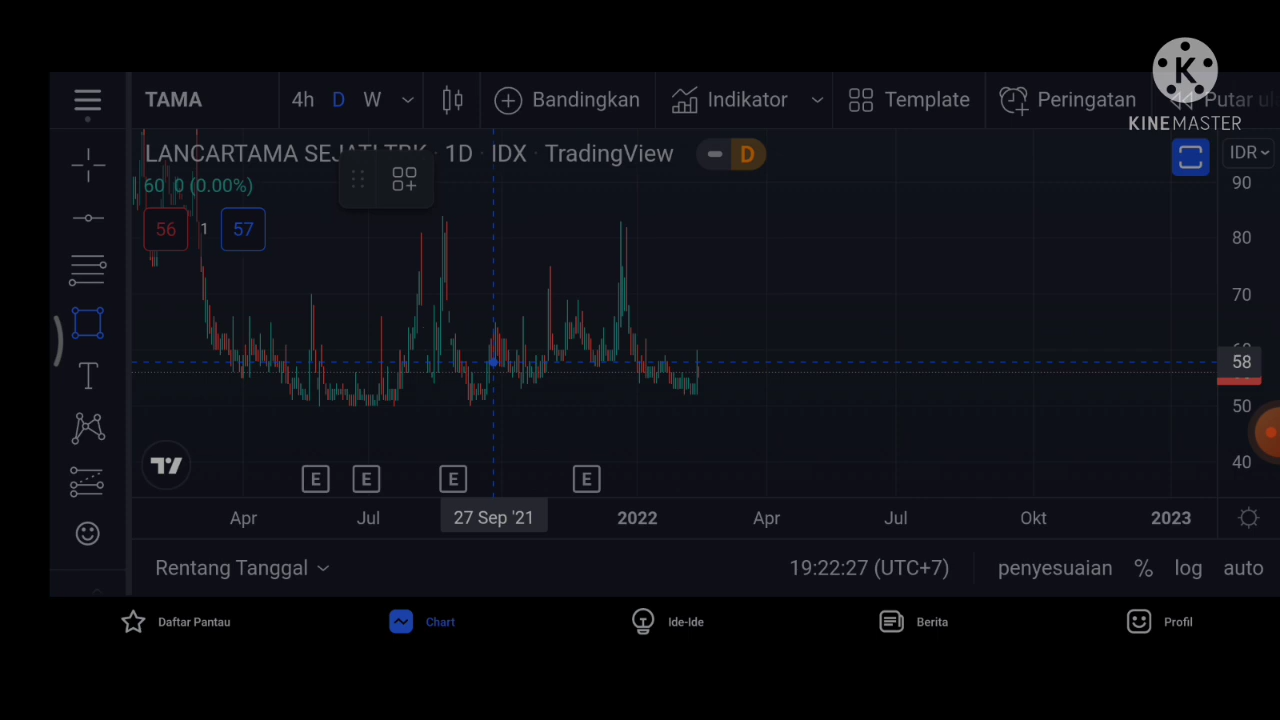 KINEMASTER
TAMA 4h D W Bandingkan Indikator Template Peringatan Putar ul
LANCARTAMA SEJATI TBK · 1D · IDX · TradingView D IDR
60 0 (0.00%)
56 1 57
90
80
70
60
58
50
40
E E E E
Apr Jul 27 Sep '21 2022 Apr Jul Okt 2023
Rentang Tanggal 19:22:27 (UTC+7) penyesuaian % log auto
Daftar Pantau Chart Ide-Ide Berita Profil